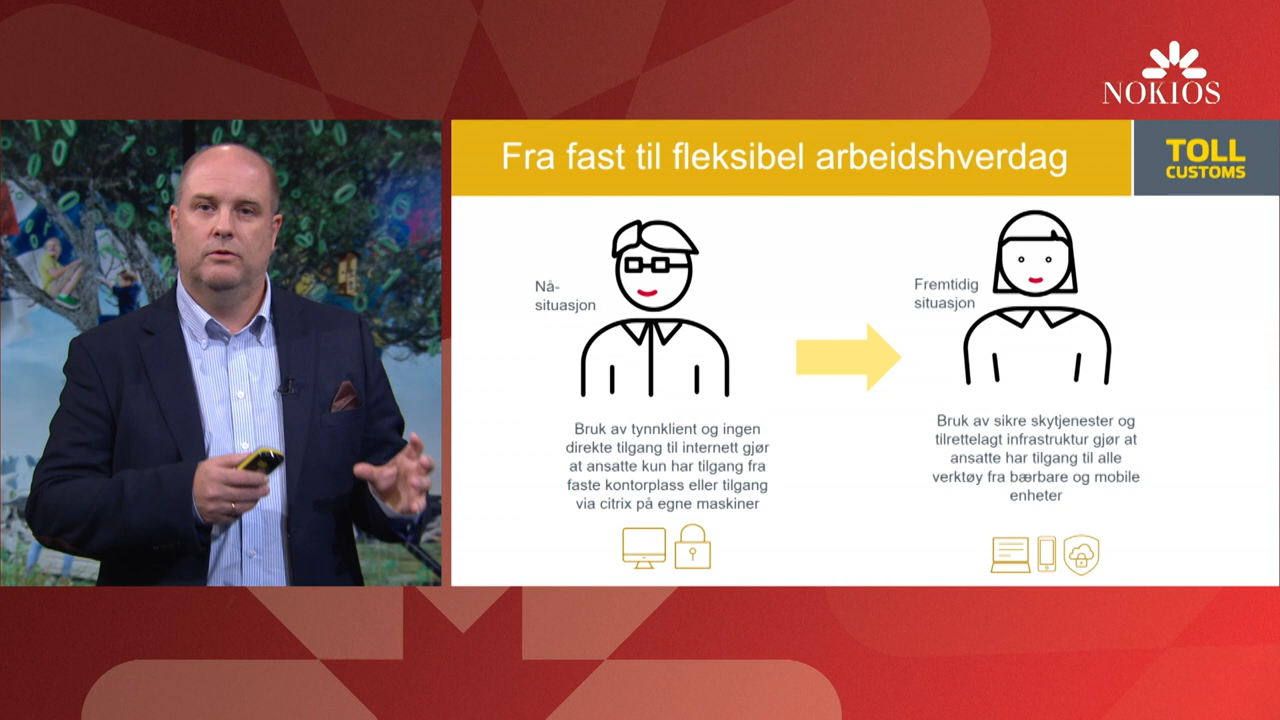 NOKIOS
Fra fast til fleksibel arbeidshverdag
TOLL
CUSTOMS
Nå-
situasjon
Bruk av tynnklient og ingen
direkte tilgang til internett gjør
at ansatte kun har tilgang fra
faste kontorplass eller tilgang
via citrix på egne maskiner
Fremtidig
situasjon
Bruk av sikre skytjenester og
tilrettelagt infrastruktur gjør at
ansatte har tilgang til alle
verktøy fra bærbare og mobile
enheter